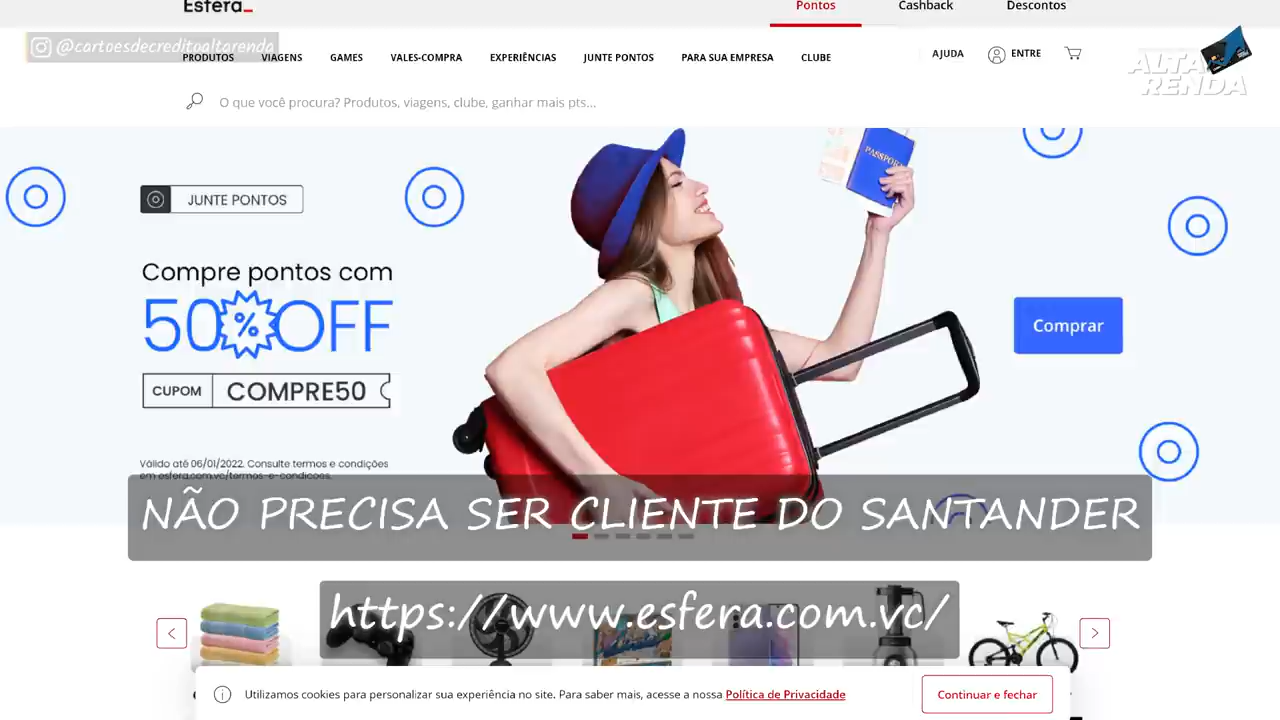 Esfera_
Pontos
Cashback
Descontos
@cartoesdecreditoaltarenda
PRODUTOS
VIAGENS
GAMES
VALES-COMPRA
EXPERIÊNCIAS
JUNTE PONTOS
PARA SUA EMPRESA
CLUBE
AJUDA
ENTRE
ALTA
RENDA
O que você procura? Produtos, viagens, clube, ganhar mais pts...
PASSPORT
JUNTE PONTOS
Compre pontos com
50%OFF
CUPOM
COMPRE50
Comprar
Válido até 06/01/2022. Consulte termos e condições
em esfera.com.vc/termos-e-condicoes.
NÃO PRECISA SER CLIENTE DO SANTANDER
https://www.esfera.com.vc/
Utilizamos cookies para personalizar sua experiência no site. Para saber mais, acesse a nossa Política de Privacidade
Continuar e fechar